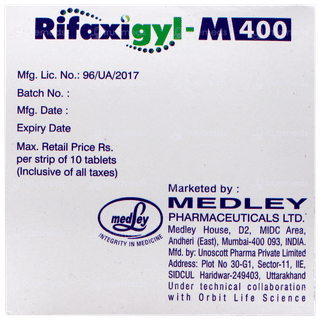 Rifaxigyl-M 400
Mfg. Lic. No.: 96/UA/2017
Batch No. :
Mfg. Date :
Expiry Date
Max. Retail Price Rs.
per strip of 10 tablets
(Inclusive of all taxes)
medley
INTEGRITY IN MEDICINE
Marketed by :
MEDLEY
PHARMACEUTICALS LTD.
Medley House, D2, MIDC Area,
Andheri (East), Mumbai-400 093, INDIA.
Mfg. by: Unoscott Pharma Private Limited
Address: Plot No 30-G1, Sector-11, IIE,
SIDCUL Haridwar-249403, Uttarakhand
Under technical collaboration
with Orbit Life Science